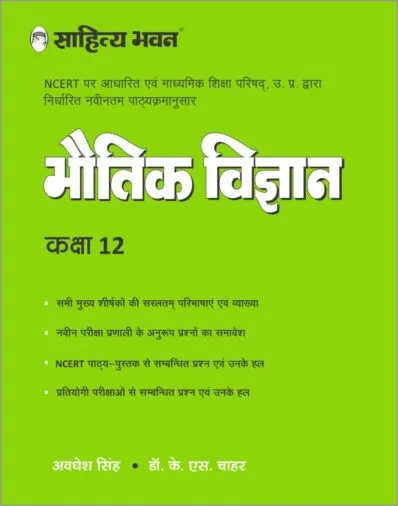 साहित्य भवन®
NCERT पर आधारित एवं माध्यमिक शिक्षा परिषद्, उ. प्र. द्वारा
निर्धारित नवीनतम पाठ्यक्रमानुसार
भौतिक विज्ञान
कक्षा 12
• सभी मुख्य शीर्षकों की सरलतम् परिभाषाएं एवं व्याख्या
• नवीन परीक्षा प्रणाली के अनुरूप प्रश्नों का समावेश
• NCERT पाठ्य–पुस्तक से सम्बन्धित प्रश्न एवं उनके हल
• प्रतियोगी परीक्षाओं से सम्बन्धित प्रश्न एवं उनके हल
अवधेश सिंह • डॉ. के. एस. चाहर